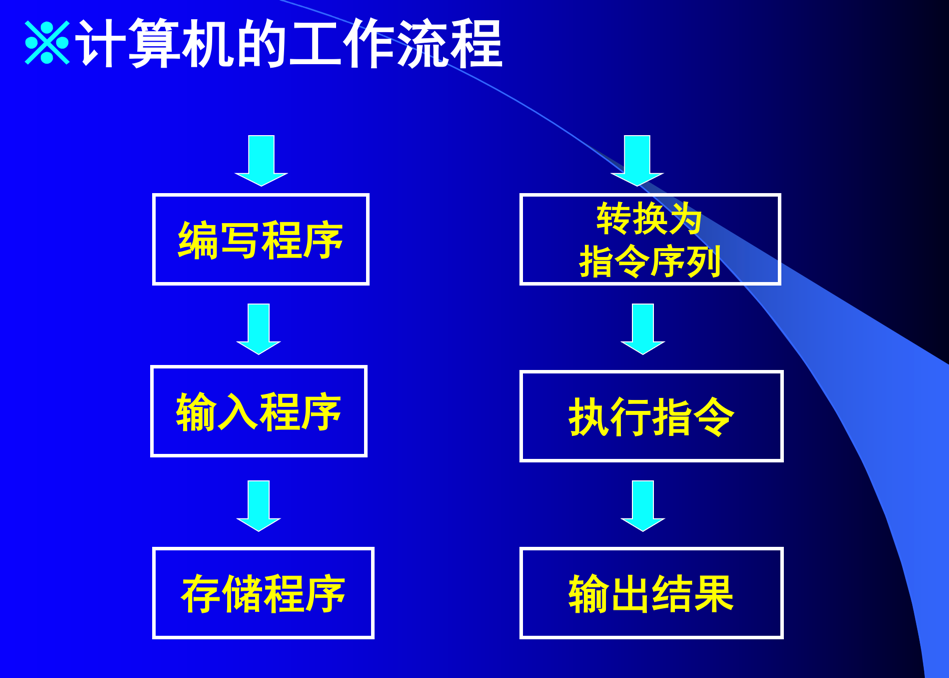 ※计算机的工作流程
编写程序
输入程序
存储程序
转换为
指令序列
执行指令
输出结果